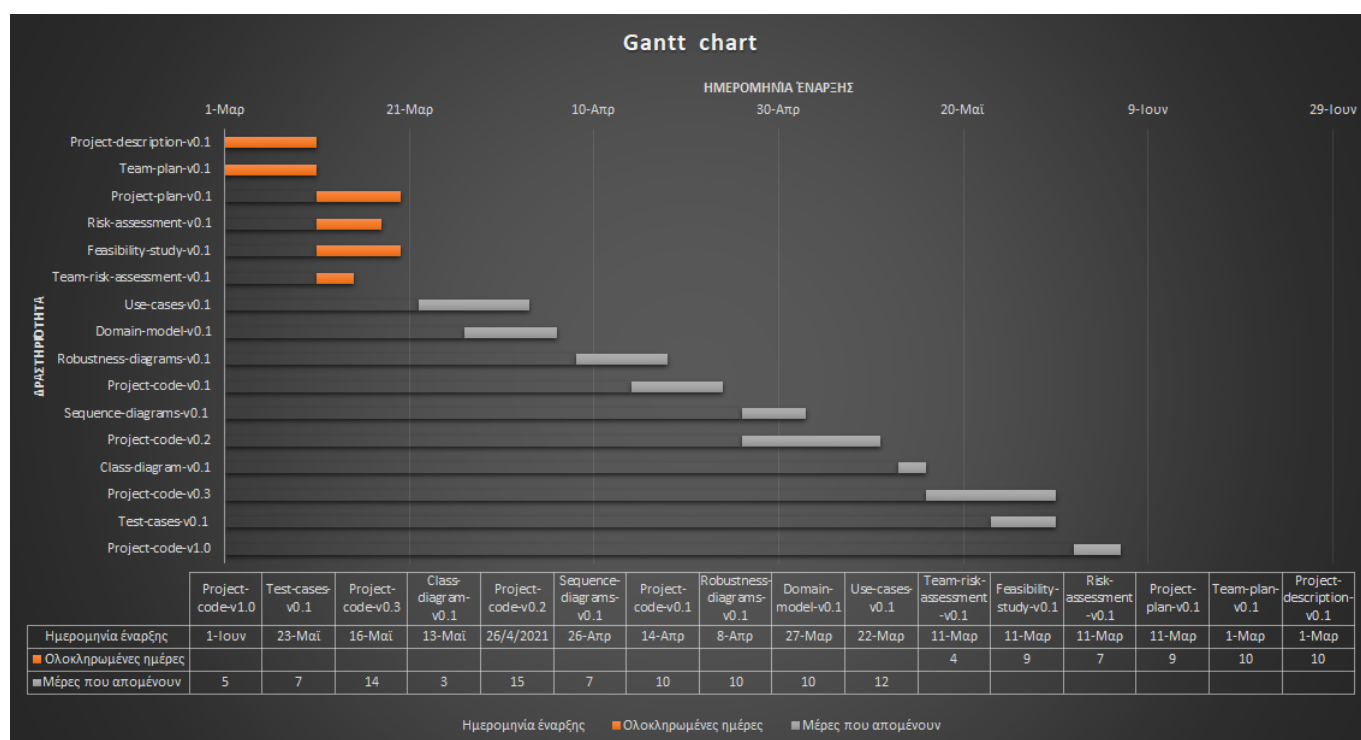 Gantt chart
ΗΜΕΡΟΜΗΝΊΑ ΈΝΑΡΞΗΣ
1-Μαρ 21-Μαρ 10-Απρ 30-Απρ 20-Μαϊ 9-Ιουν 29-Ιουν
ΔΡΑΣΤΗΡΙΌΤΗΤΑ
Project-description-v0.1
Team-plan-v0.1
Project-plan-v0.1
Risk-assessment-v0.1
Feasibility-study-v0.1
Team-risk-assessment-v0.1
Use-cases-v0.1
Domain-model-v0.1
Robustness-diagrams-v0.1
Project-code-v0.1
Sequence-diagrams-v0.1
Project-code-v0.2
Class-diagram-v0.1
Project-code-v0.3
Test-cases-v0.1
Project-code-v1.0
Project-code-v1.0 Test-cases-v0.1 Project-code-v0.3 Class-diagram-v0.1 Project-code-v0.2 Sequence-diagrams-v0.1 Project-code-v0.1 Robustness-diagrams-v0.1 Domain-model-v0.1 Use-cases-v0.1 Team-risk-assessment-v0.1 Feasibility-study-v0.1 Risk-assessment-v0.1 Project-plan-v0.1 Team-plan-v0.1 Project-description-v0.1
Ημερομηνία έναρξης 1-Ιουν 23-Μαϊ 16-Μαϊ 13-Μαϊ 26/4/2021 26-Απρ 14-Απρ 8-Απρ 27-Μαρ 22-Μαρ 11-Μαρ 11-Μαρ 11-Μαρ 11-Μαρ 1-Μαρ 1-Μαρ
Ολοκληρωμένες ημέρες 4 9 7 9 10 10
Μέρες που απομένουν 5 7 14 3 15 7 10 10 10 12
Ημερομηνία έναρξης Ολοκληρωμένες ημέρες Μέρες που απομένουν